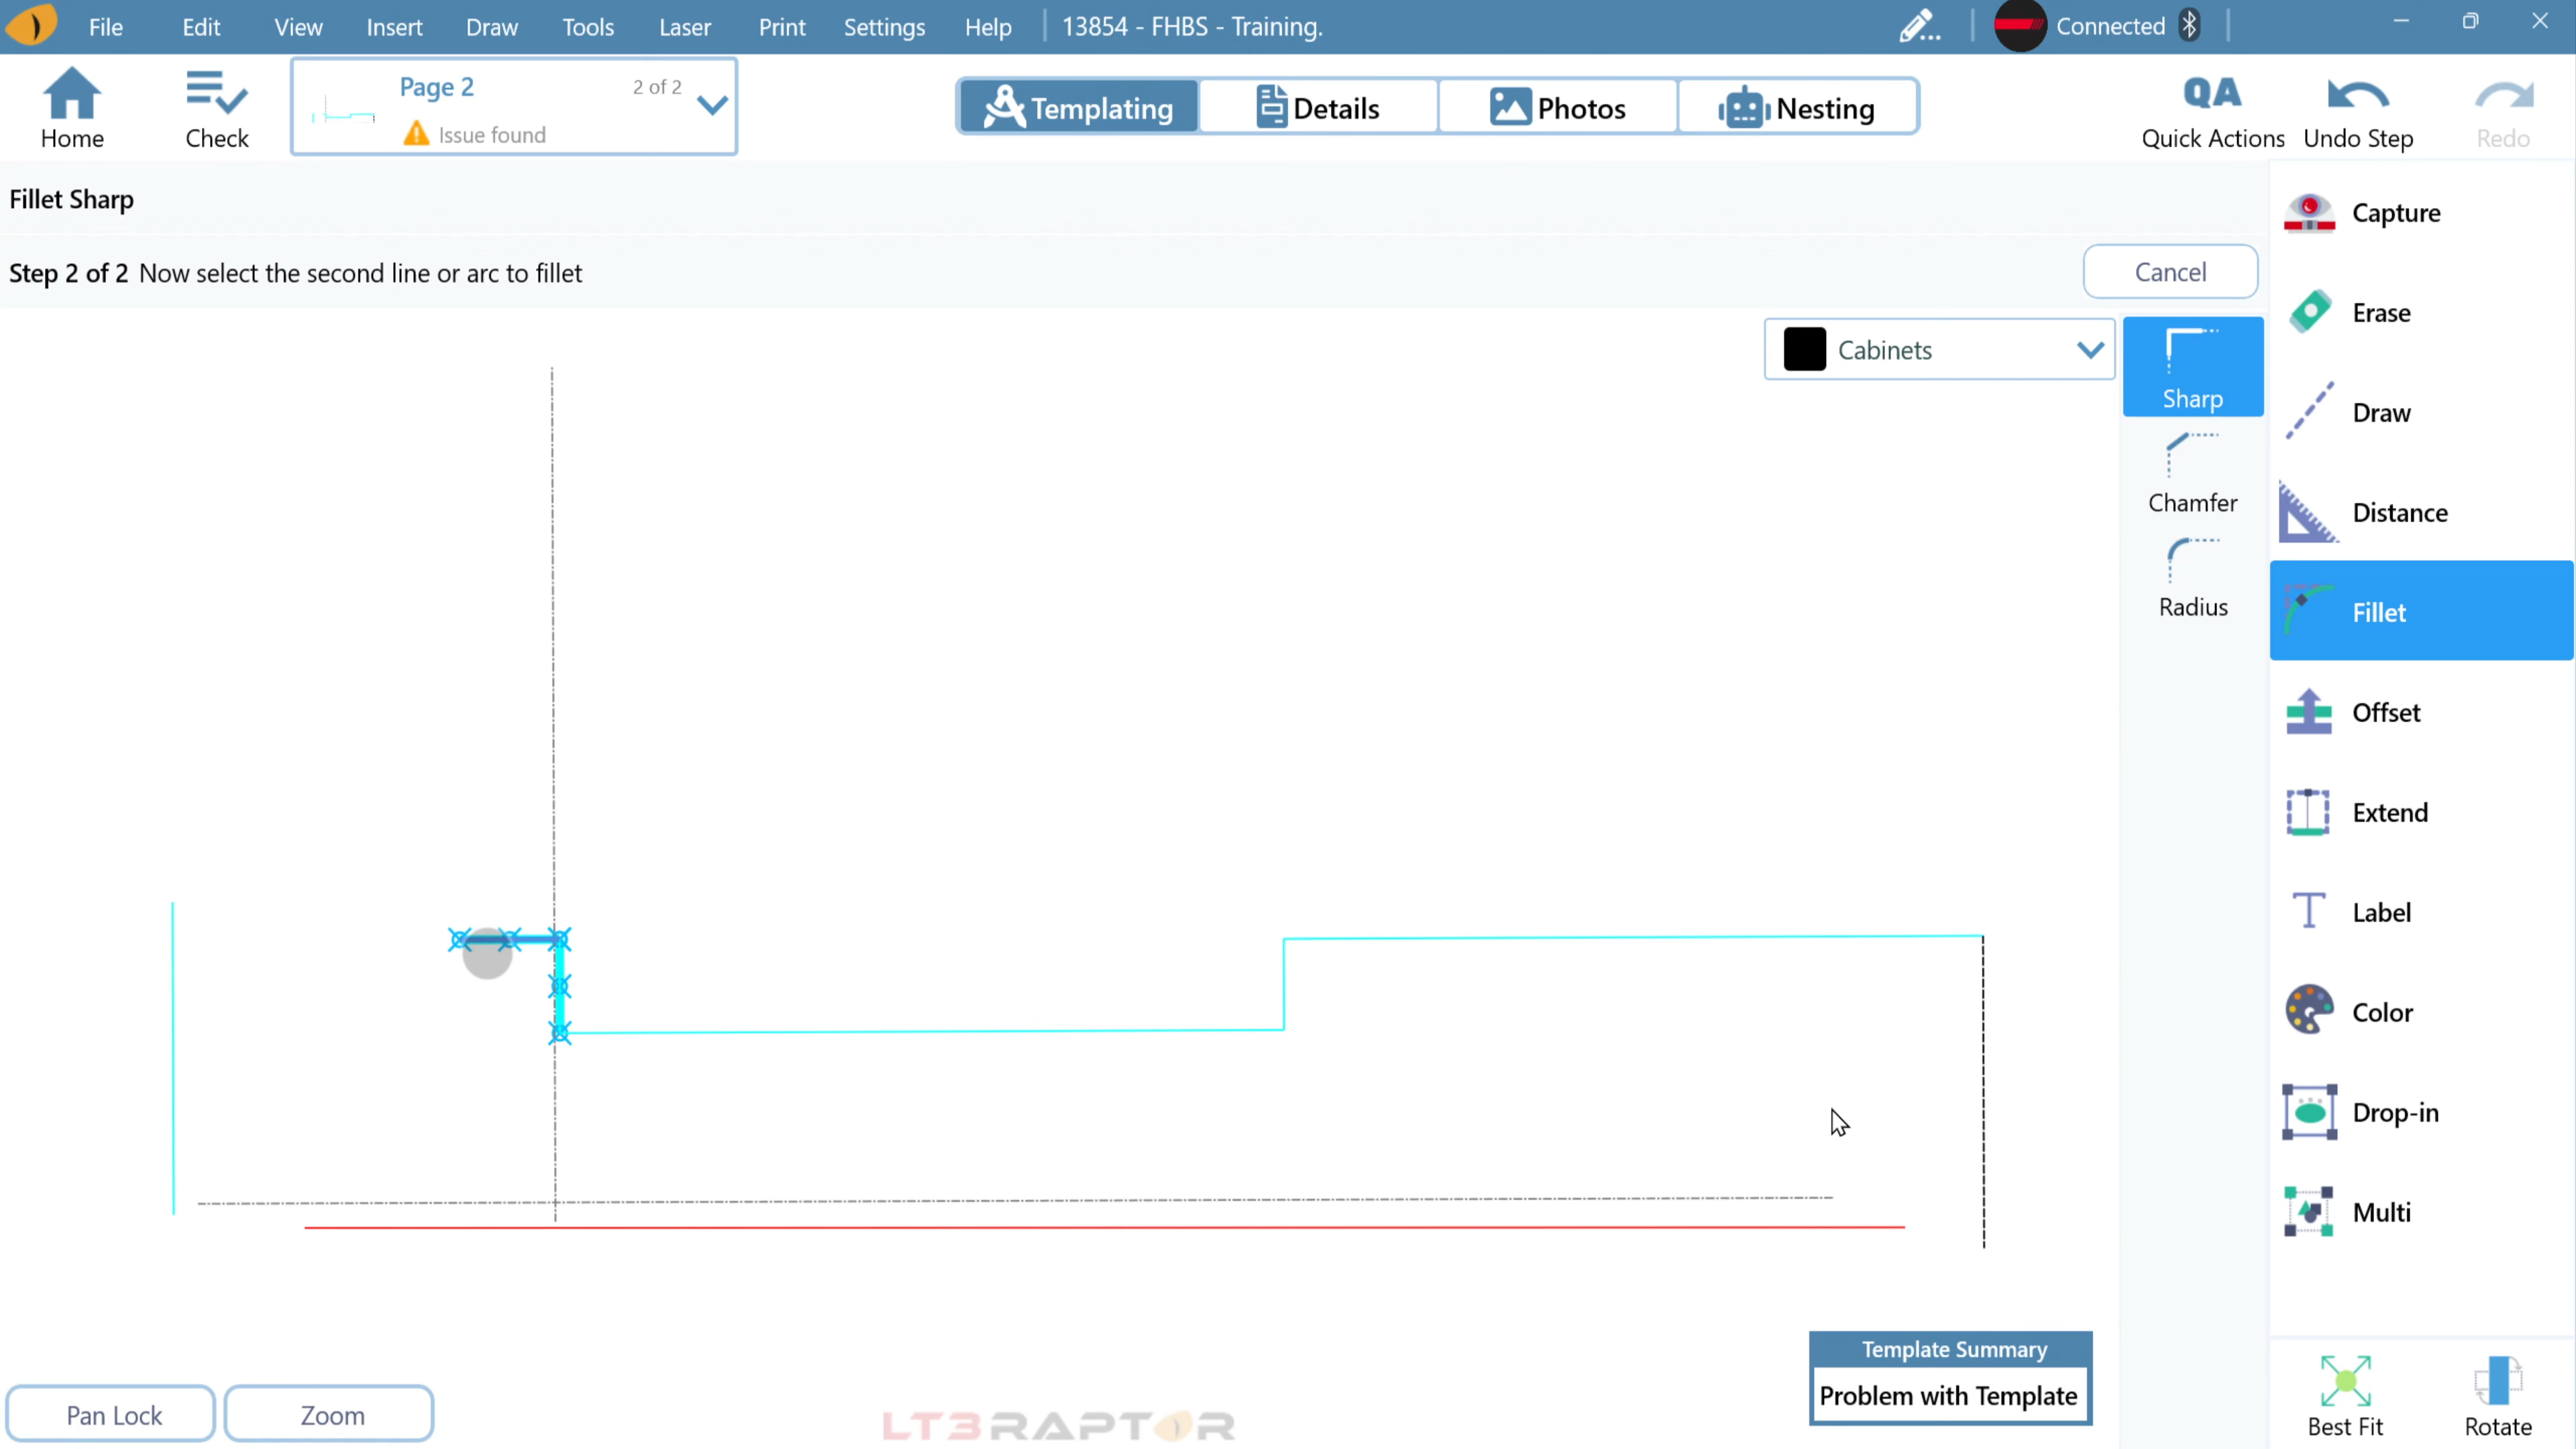 File Edit View Insert Draw Tools Laser Print Settings Help 13854 - FHBS - Training. Connected
Home
Check
Page 2
2 of 2
Issue found
Templating
Details
Photos
Nesting
QA
Quick Actions
Undo Step
Redo
Fillet Sharp
Step 2 of 2 Now select the second line or arc to fillet
Cancel
Cabinets
Sharp
Chamfer
Radius
Capture
Erase
Draw
Distance
Fillet
Offset
Extend
Label
Color
Drop-in
Multi
Template Summary
Problem with Template
Pan Lock
Zoom
LT3RAPTOR
Best Fit
Rotate